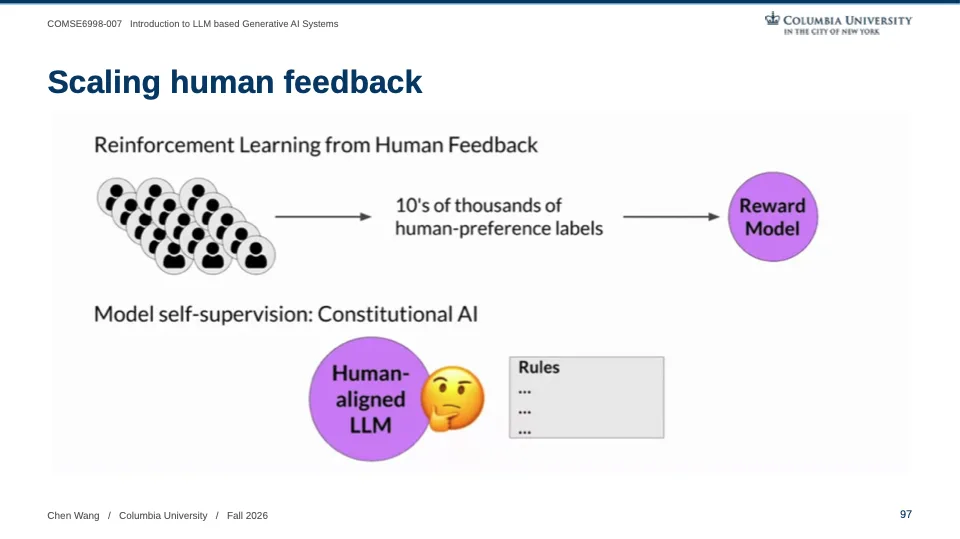 COMSE6998-007 Introduction to LLM based Generative AI Systems
COLUMBIA UNIVERSITY
IN THE CITY OF NEW YORK
Scaling human feedback
Reinforcement Learning from Human Feedback
10's of thousands of
human-preference labels
Reward
Model
Model self-supervision: Constitutional AI
Human-
aligned
LLM
Rules
...
...
...
Chen Wang / Columbia University / Fall 2026
97